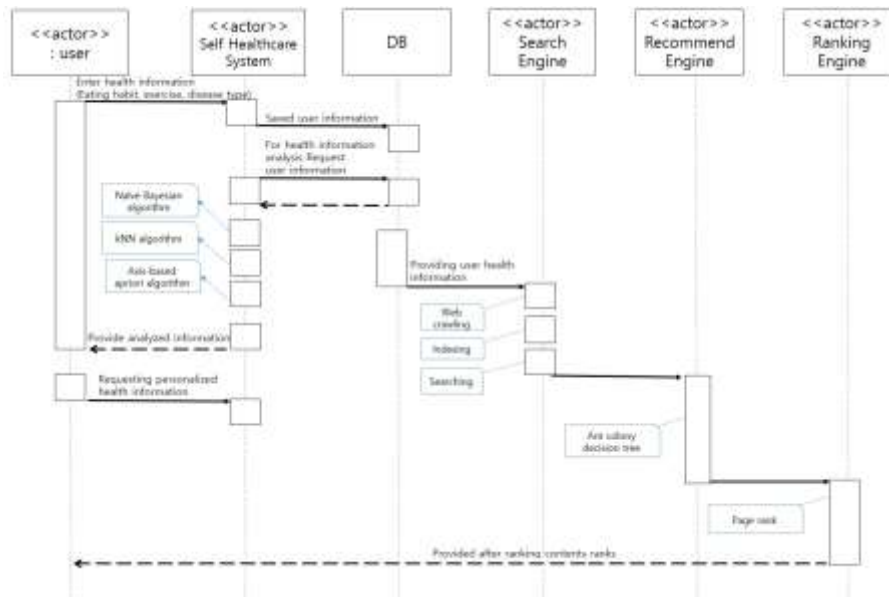 <<actor>>
: user
<<actor>>
Self Healthcare
System
DB
<<actor>>
Search
Engine
<<actor>>
Recommend
Engine
<<actor>>
Ranking
Engine
Enter health information
(Eating habit, exercise, disease type)
Saved user information
For health information
analysis Request
user information
Naive Bayesian
algorithm
kNN algorithm
Axis-based
apriori algorithm
Providing user health
information
Web
crawling
Provide analyzed information
Indexing
Searching
Requesting personalized
health information
Ant colony
decision tree
Page rank
Provided after ranking contents ranks